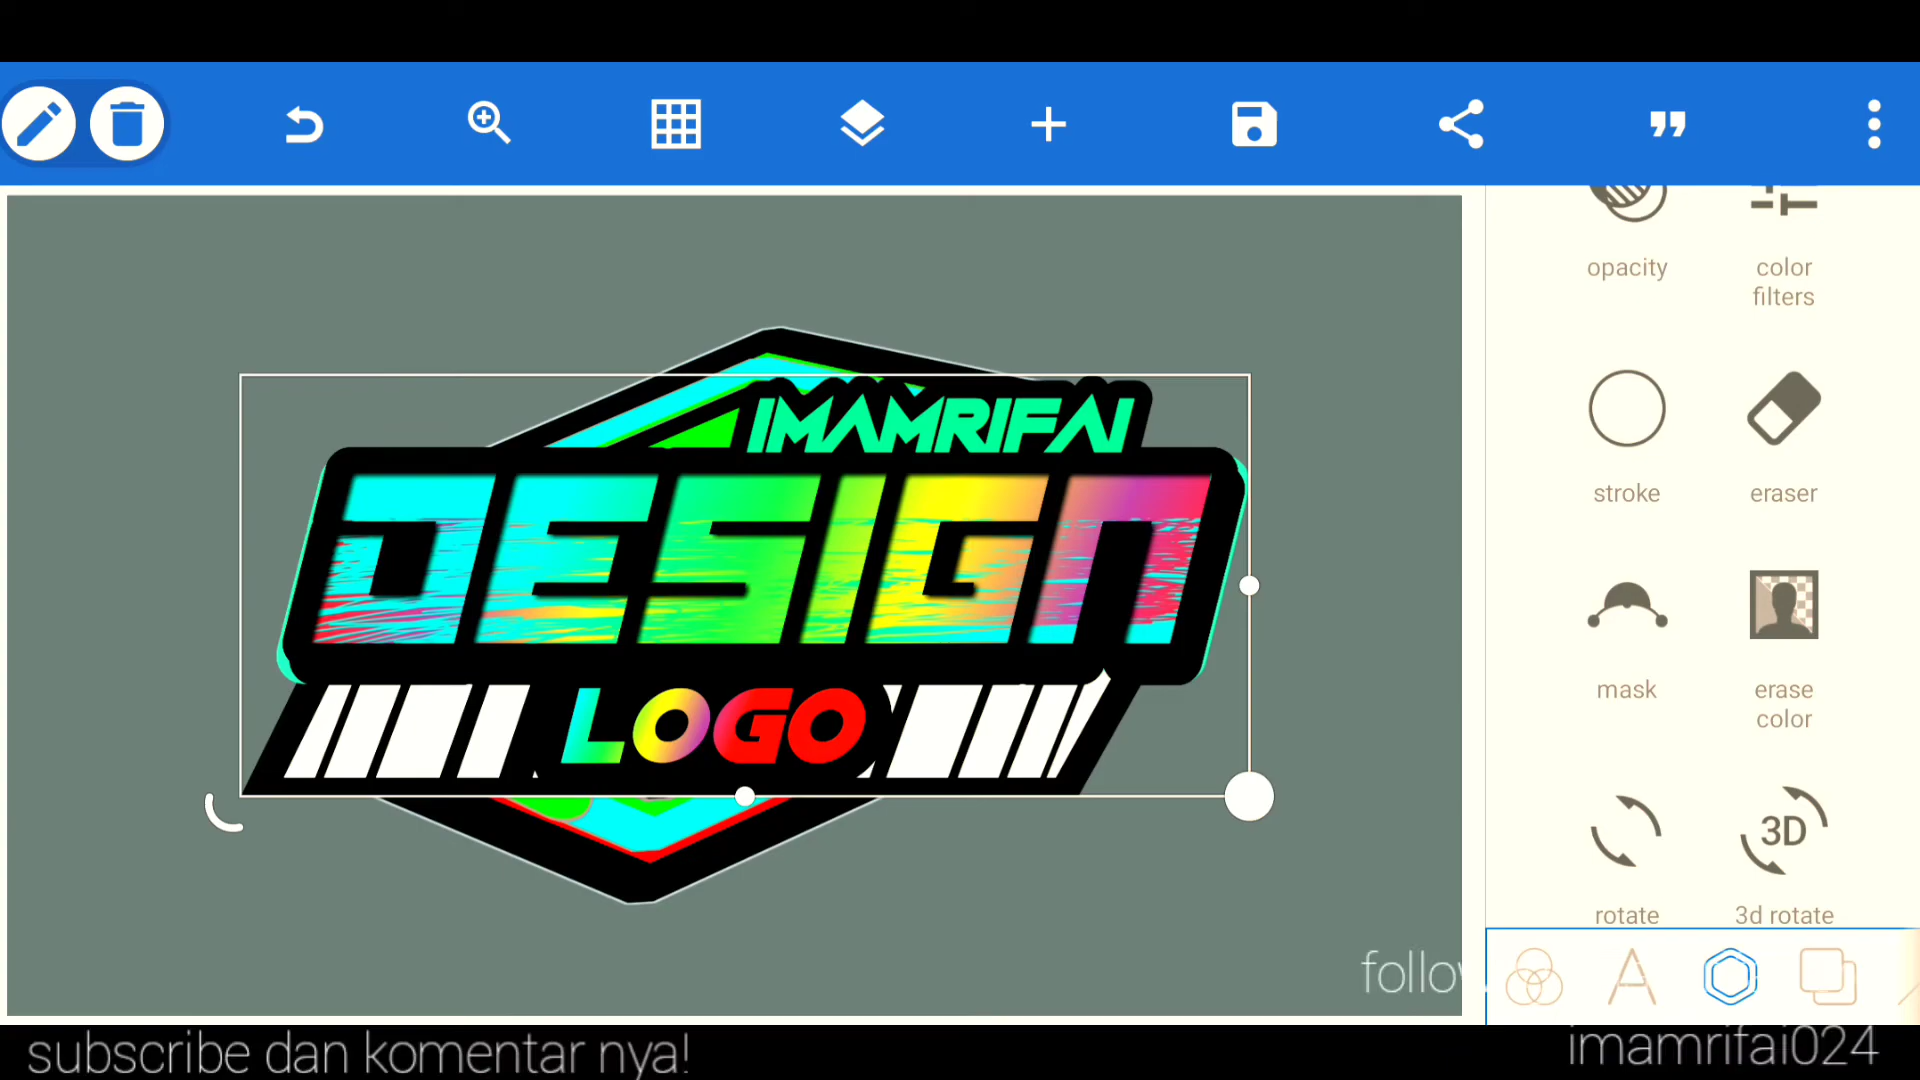 opacity
color
filters
IMAMRIFAI
DESIGN
LOGO
stroke
eraser
mask
erase
color
3D
rotate
3d rotate
follow
subscribe dan komentar nya!
imamrifai024